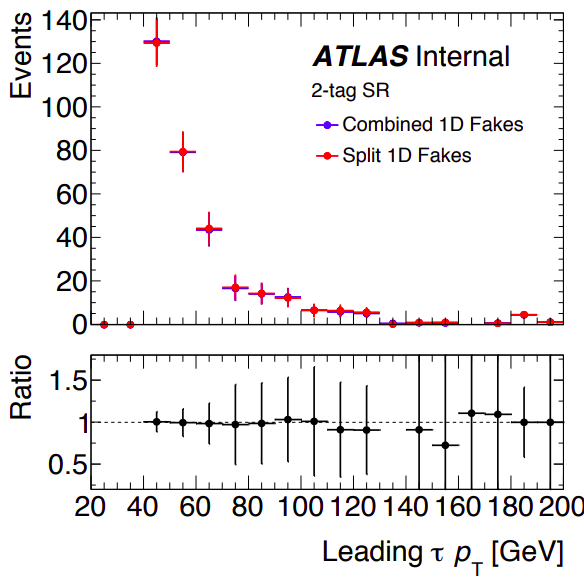 Events
140
120
100
80
60
40
20
0
ATLAS Internal
2-tag SR
Combined 1D Fakes
Split 1D Fakes
Ratio
1.5
1
0.5
20 40 60 80 100 120 140 160 180 200
Leading τ pT [GeV]